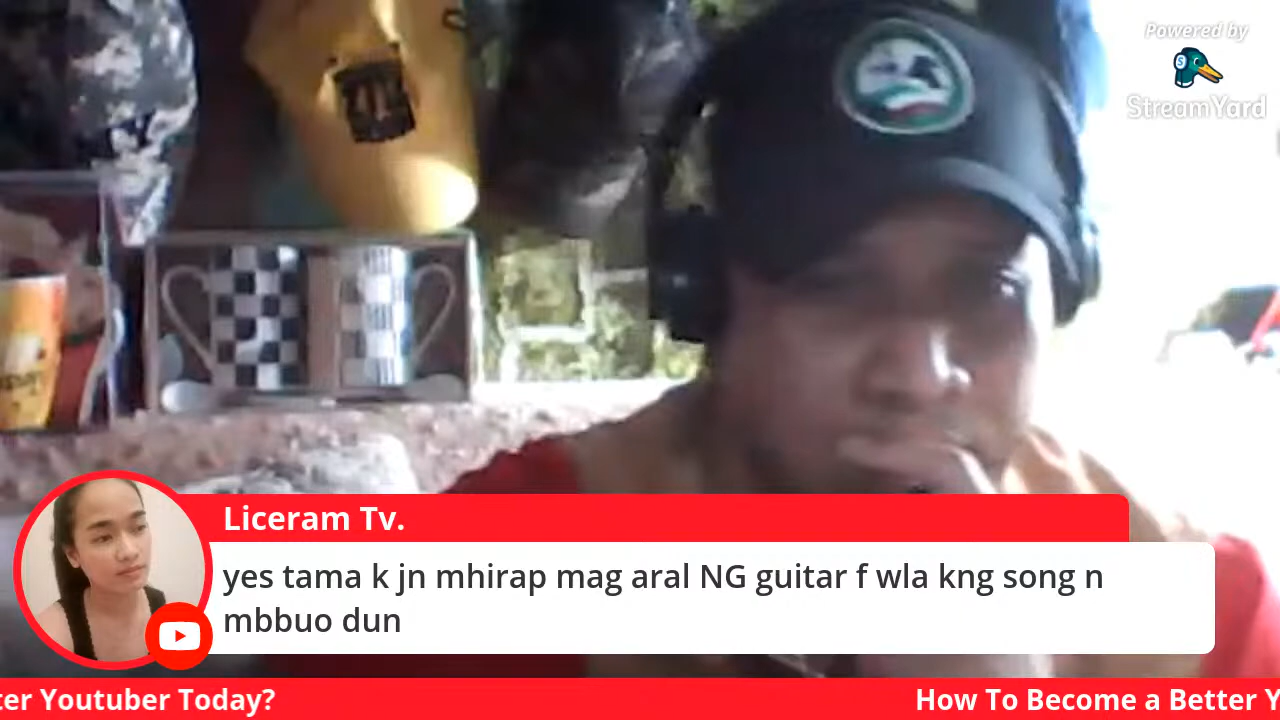 Powered by
StreamYard
Liceram Tv.
yes tama k jn mhirap mag aral NG guitar f wla kng song n
mbbuo dun
ter Youtuber Today?
How To Become a Better Y